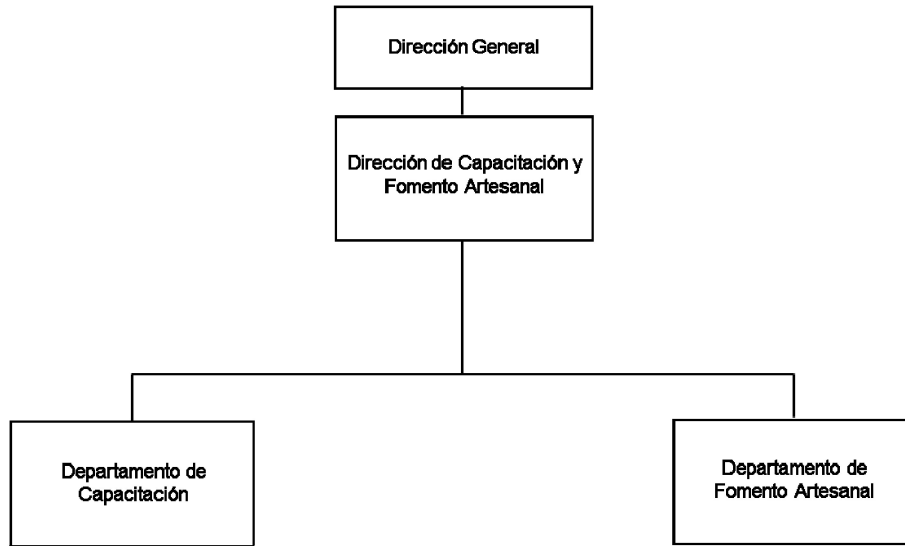 Dirección General
Dirección de Capacitación y
Fomento Artesanal
Departamento de
Capacitación
Departamento de
Fomento Artesanal